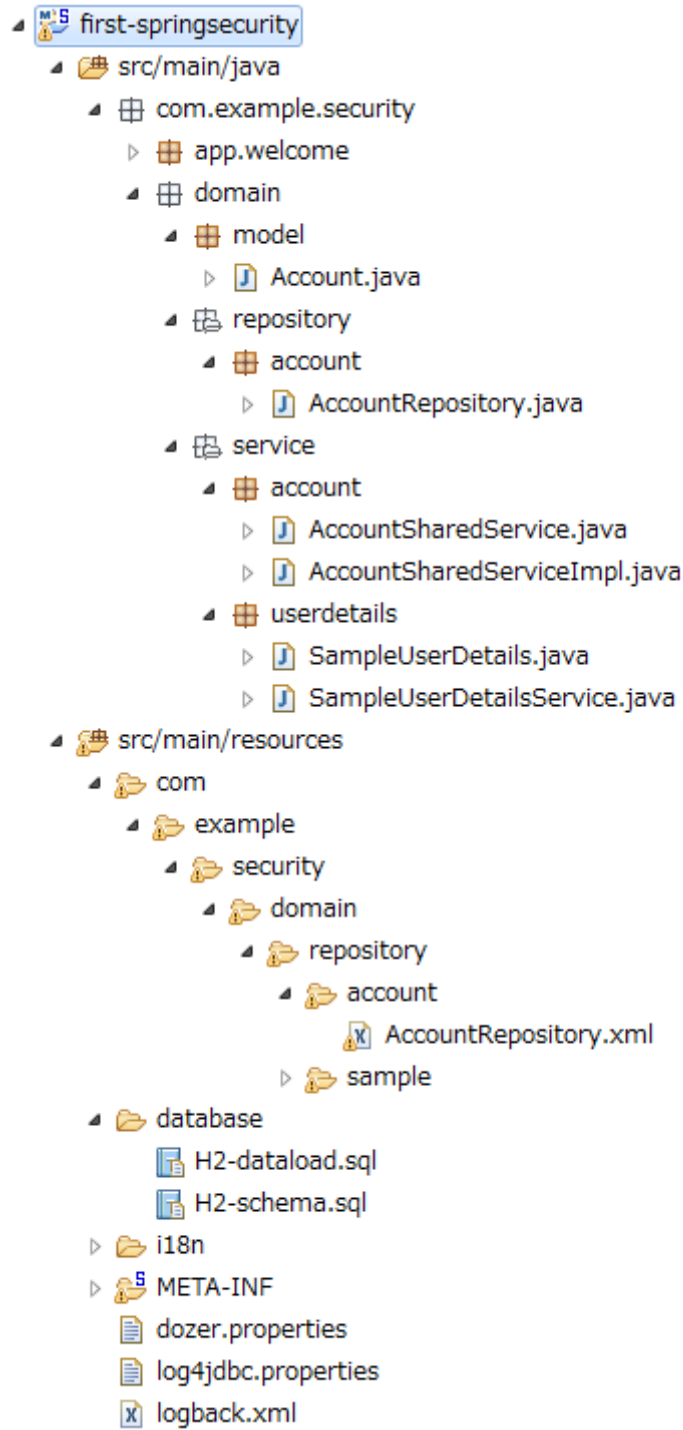 first-springsecurity
src/main/java
com.example.security
app.welcome
domain
model
Account.java
repository
account
AccountRepository.java
service
account
AccountSharedService.java
AccountSharedServiceImpl.java
userdetails
SampleUserDetails.java
SampleUserDetailsService.java
src/main/resources
com
example
security
domain
repository
account
AccountRepository.xml
sample
database
H2-dataload.sql
H2-schema.sql
i18n
META-INF
dozer.properties
log4jdbc.properties
logback.xml